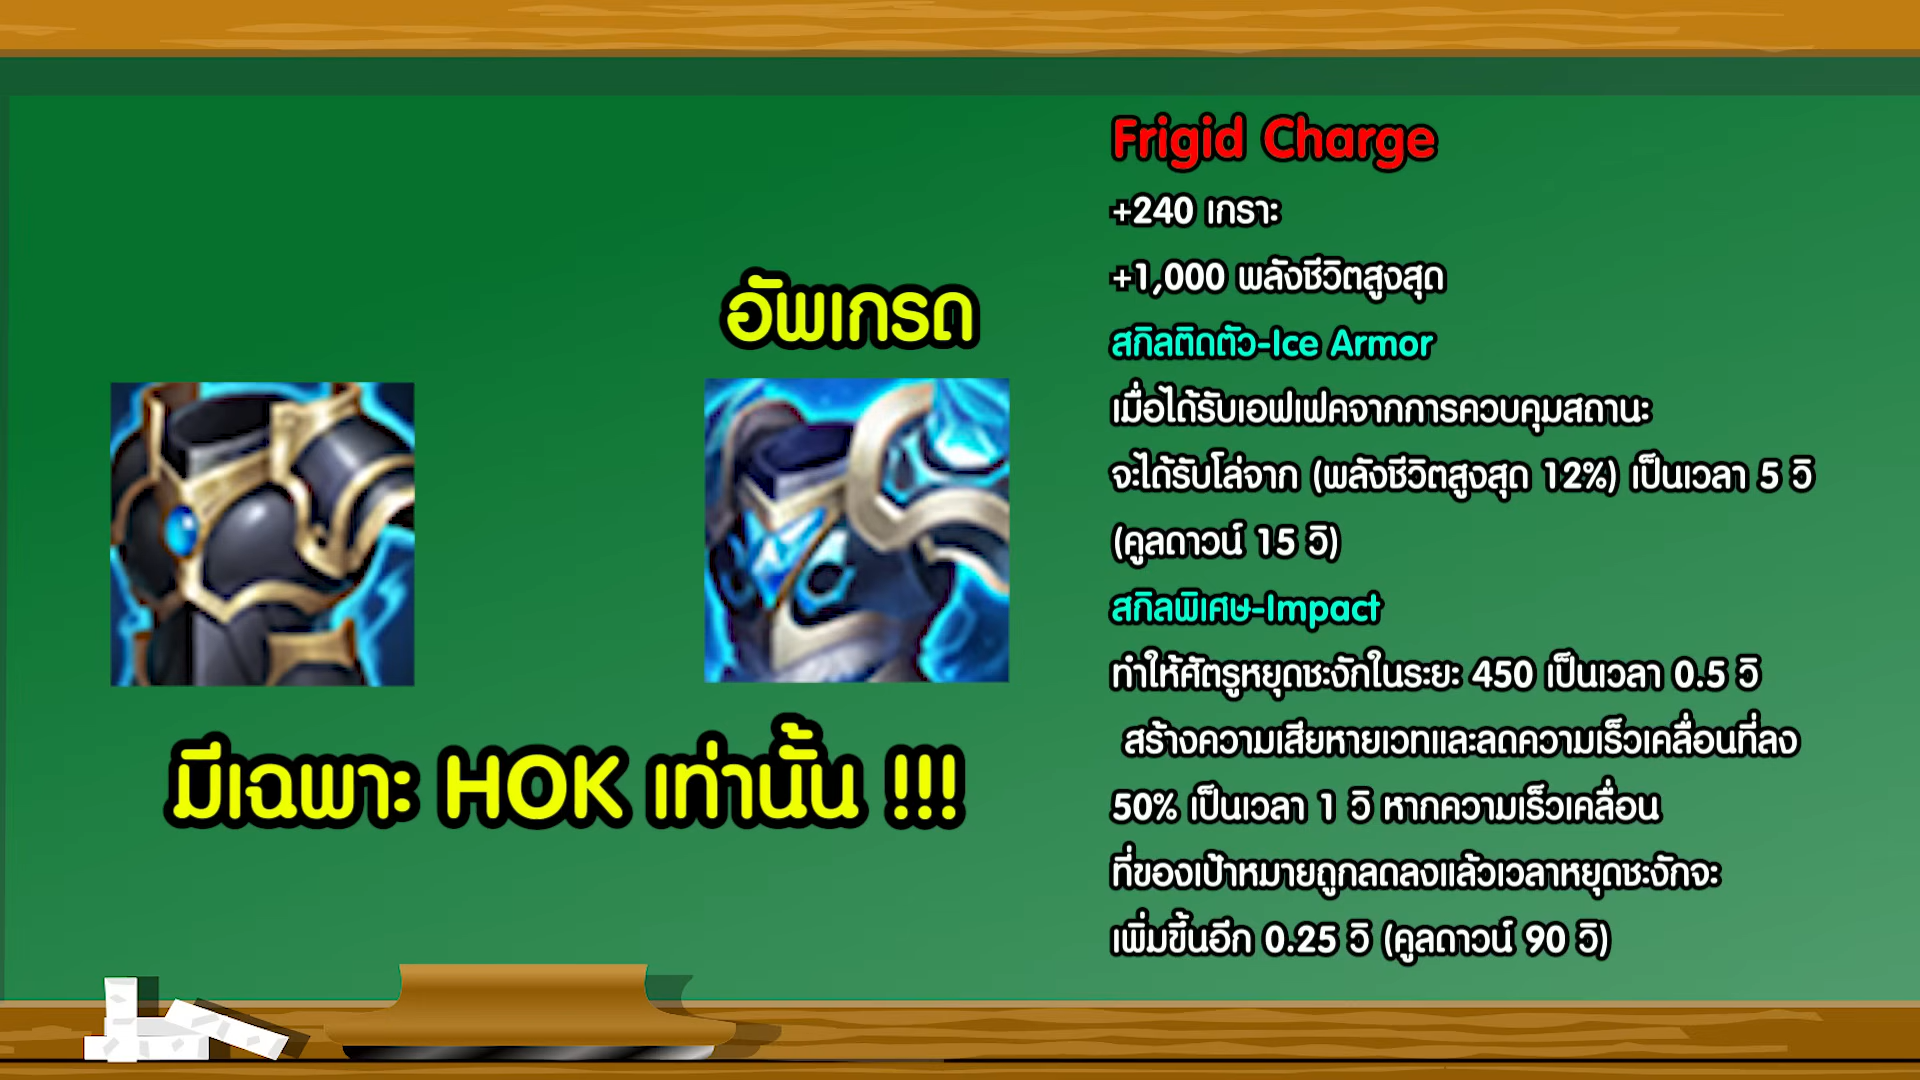 อัพเกรด
มีเฉพาะ HOK เท่านั้น !!!
Frigid Charge
+240 เกราะ
+1,000 พลังชีวิตสูงสุด
สกิลติดตัว-Ice Armor
เมื่อได้รับเอฟเฟคจากการควบคุมสถานะ
จะได้รับโล่จาก (พลังชีวิตสูงสุด 12%) เป็นเวลา 5 วิ
(คูลดาวน์ 15 วิ)
สกิลพิเศษ-Impact
ทำให้ศัตรูหยุดชะงักในระยะ 450 เป็นเวลา 0.5 วิ
สร้างความเสียหายเวทและลดความเร็วเคลื่อนที่ลง
50% เป็นเวลา 1 วิ หากความเร็วเคลื่อน
ที่ของเป้าหมายถูกลดลงแล้วเวลาหยุดชะงักจะ
เพิ่มขึ้นอีก 0.25 วิ (คูลดาวน์ 90 วิ)